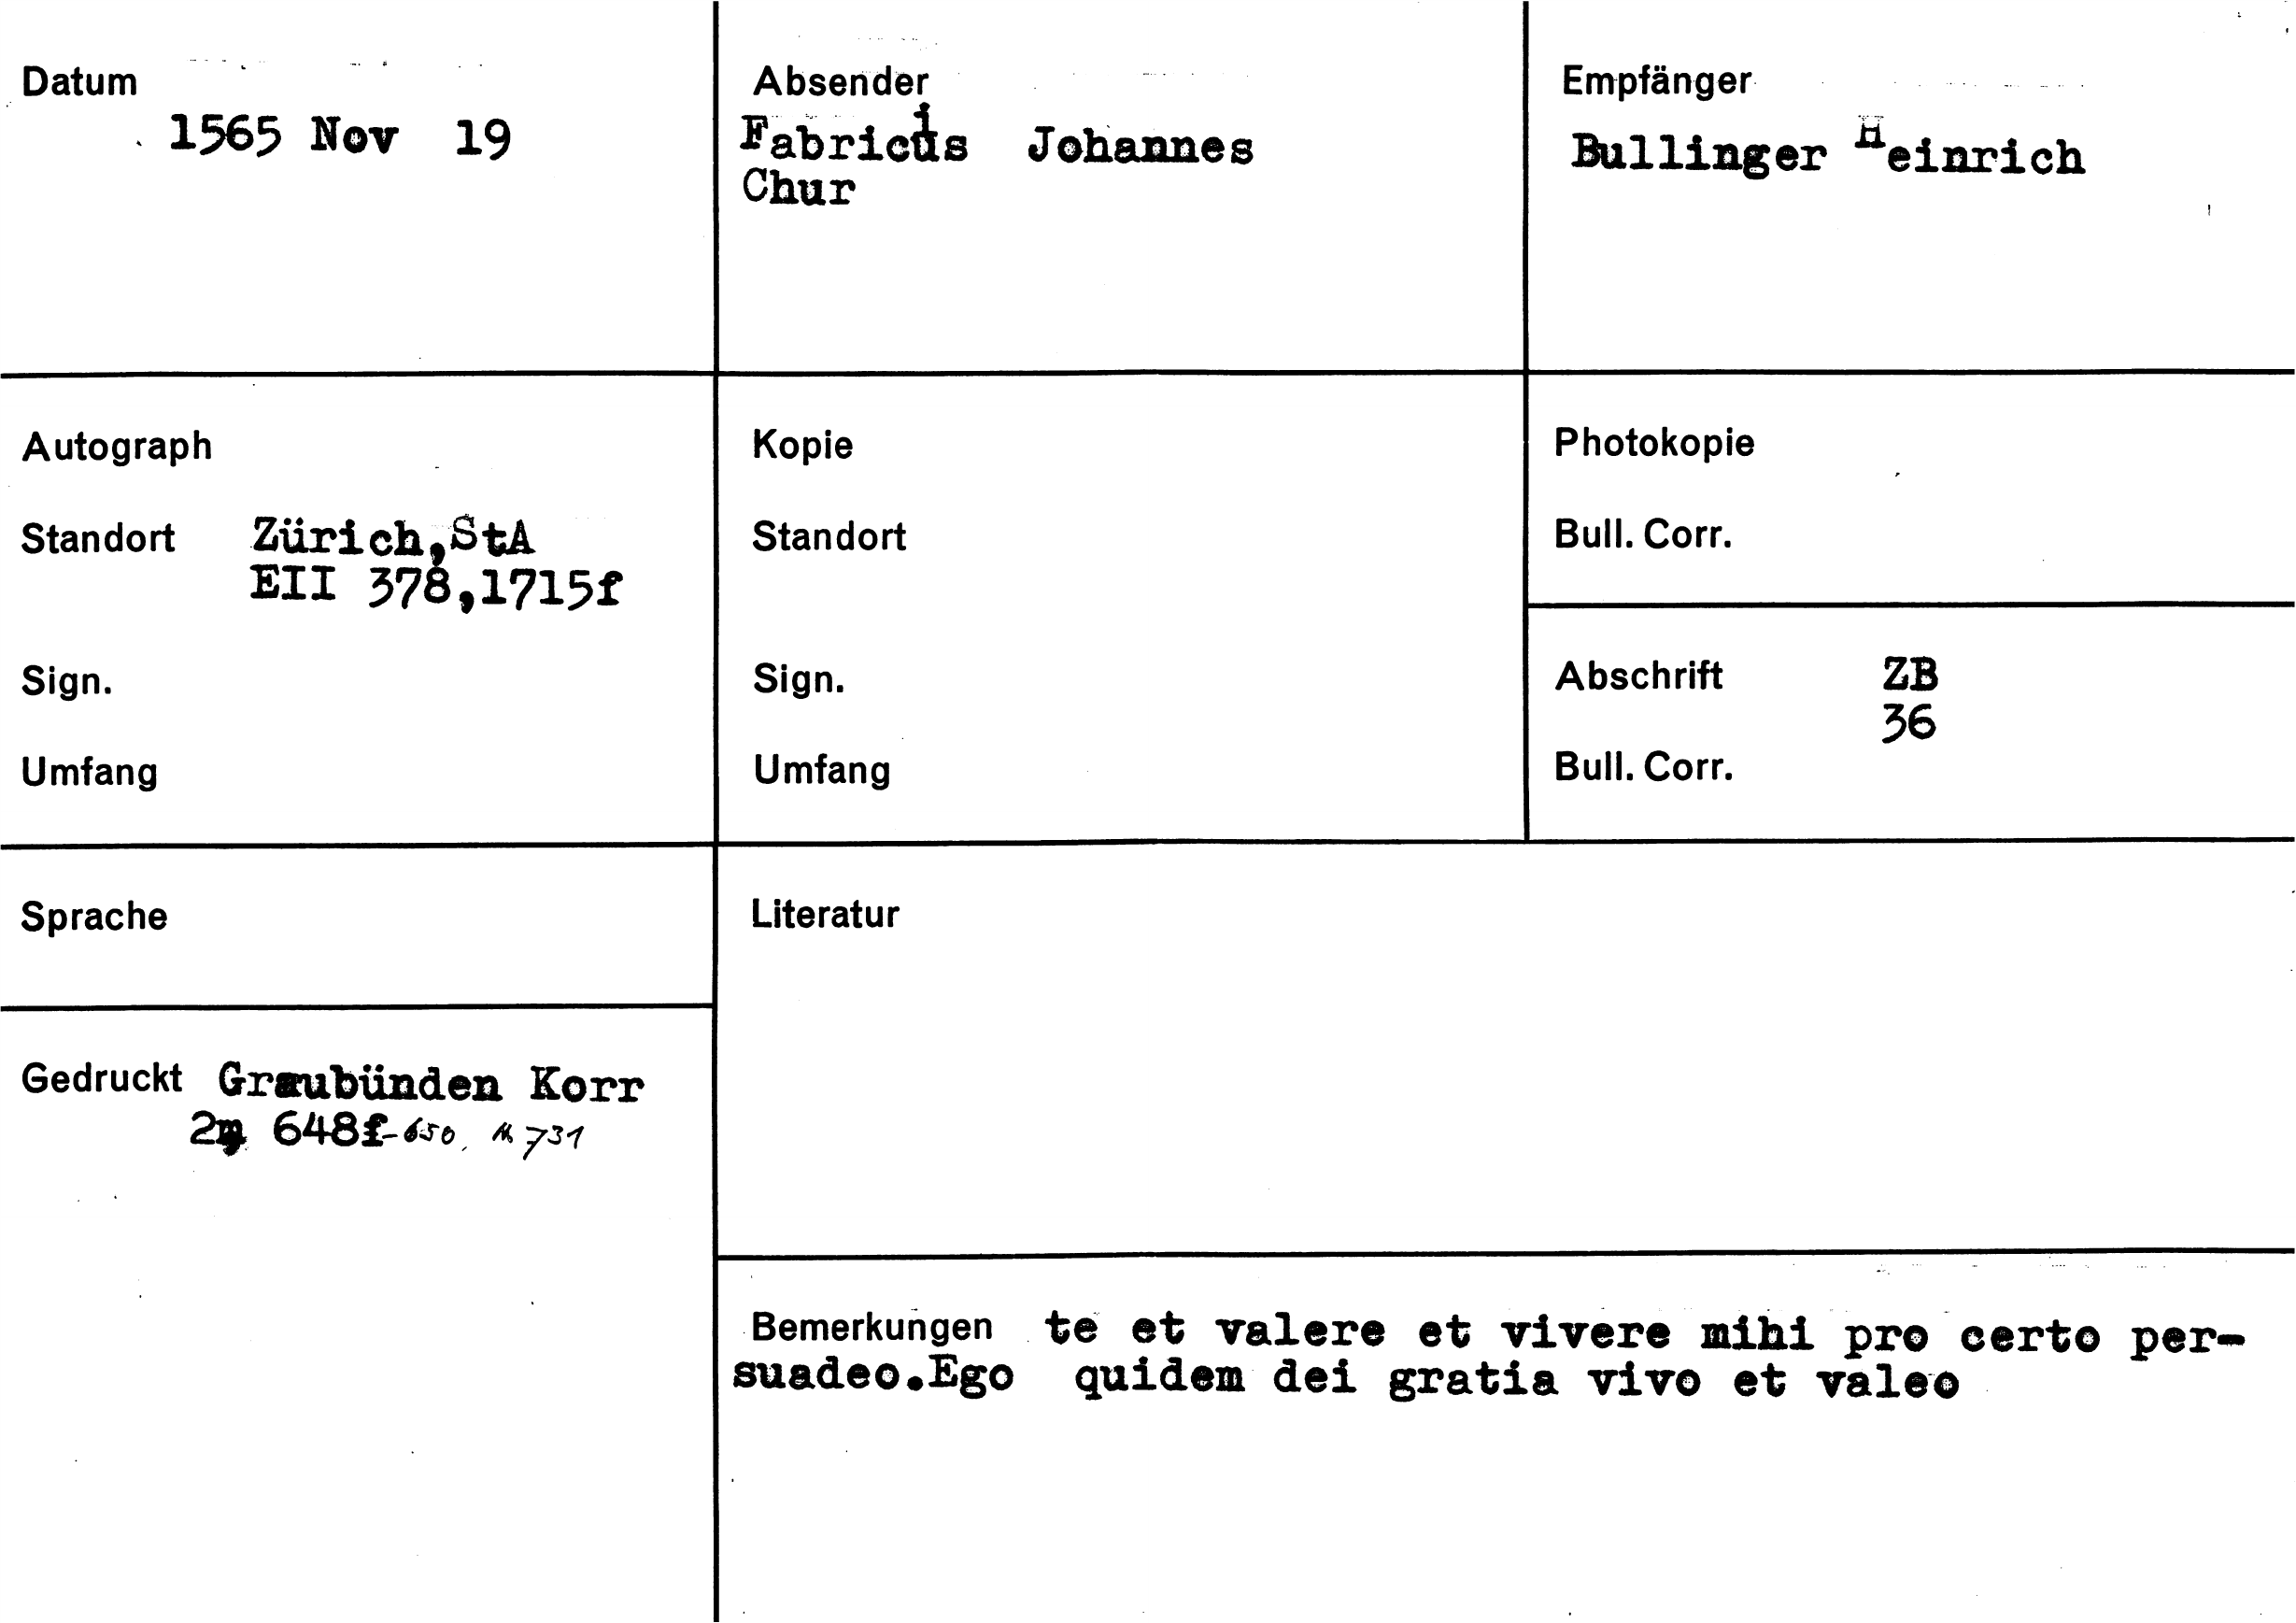 Datum
1565 Nov 19
Absender
Fabricius Johannes
Chur
Empfänger
Bullinger Heinrich
Autograph
Standort Zürich,StA
EII 378,1715f
Sign.
Umfang
Kopie
Standort
Sign.
Umfang
Photokopie
Bull. Corr.
Abschrift ZB
36
Bull. Corr.
Sprache
Literatur
Gedruckt Graubünden Korr
2, 648f-650, N 731
Bemerkungen te et valere et vivere mihi pro certo per-
suadeo.Ego quidem dei gratia vivo et valeo